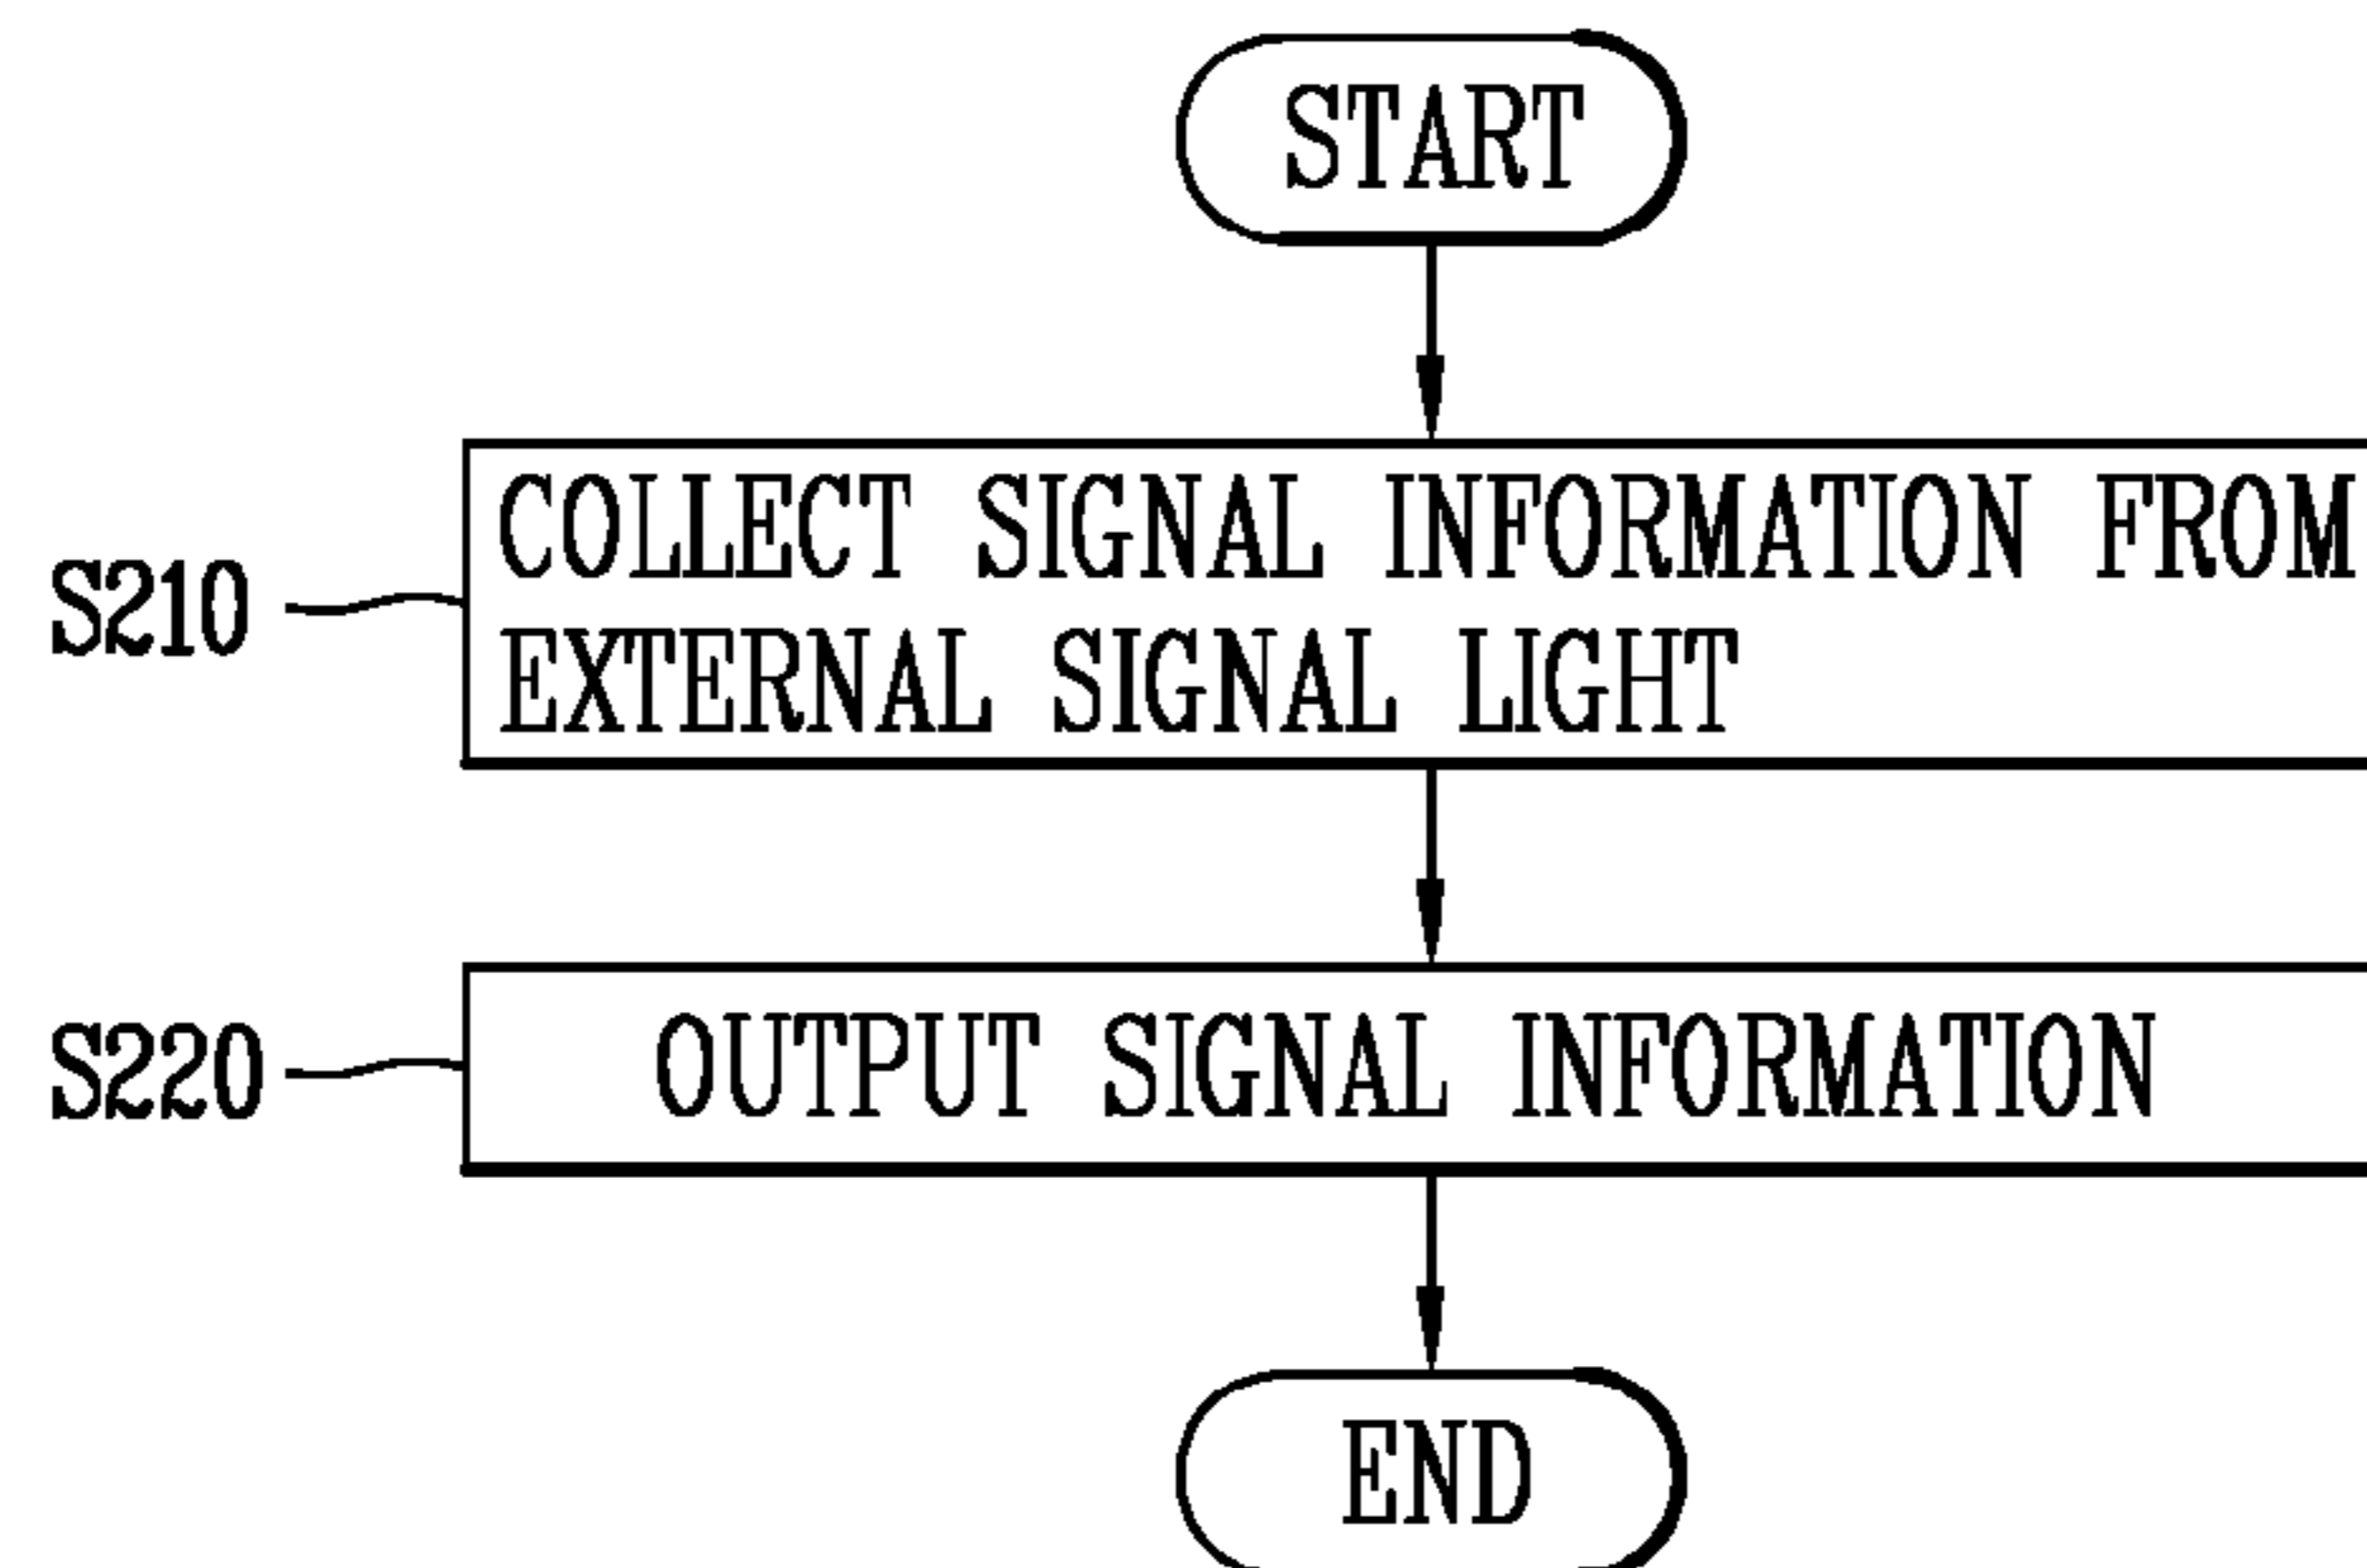 START
S210
COLLECT SIGNAL INFORMATION FROM
EXTERNAL SIGNAL LIGHT
S220
OUTPUT SIGNAL INFORMATION
END